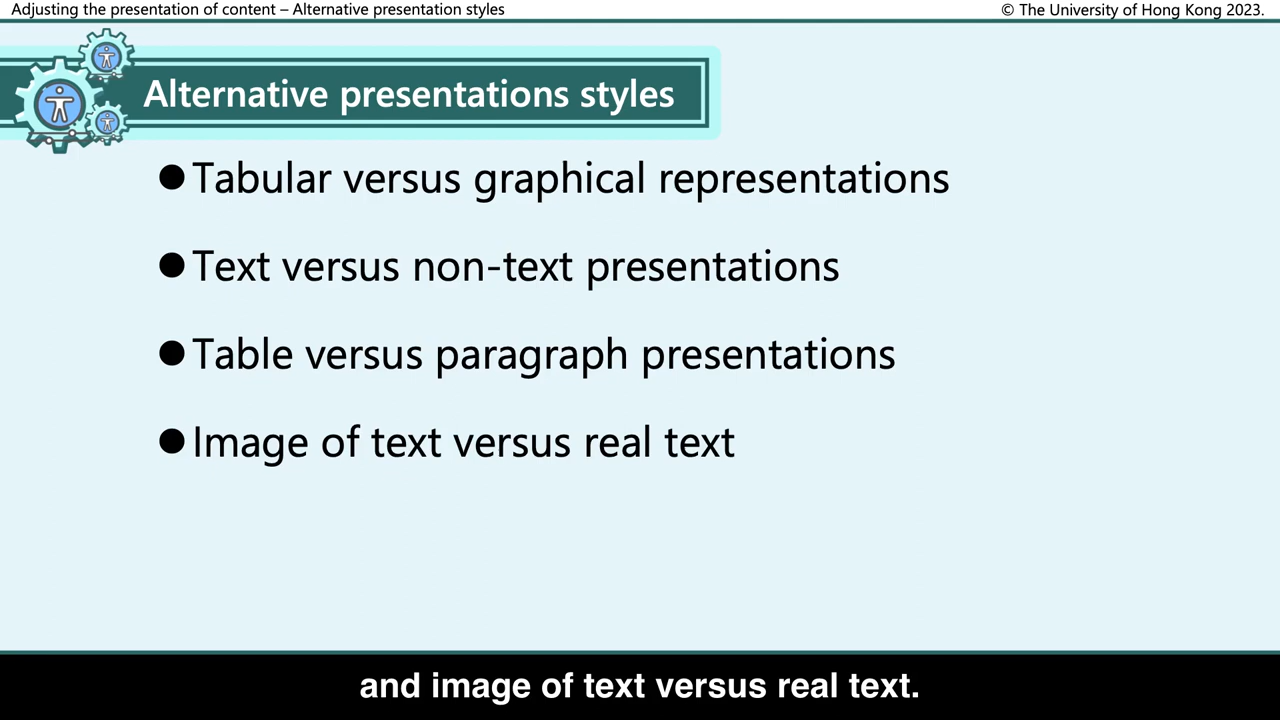 Adjusting the presentation of content – Alternative presentation styles
© The University of Hong Kong 2023.
Alternative presentations styles
●Tabular versus graphical representations
●Text versus non-text presentations
●Table versus paragraph presentations
●Image of text versus real text
and image of text versus real text.